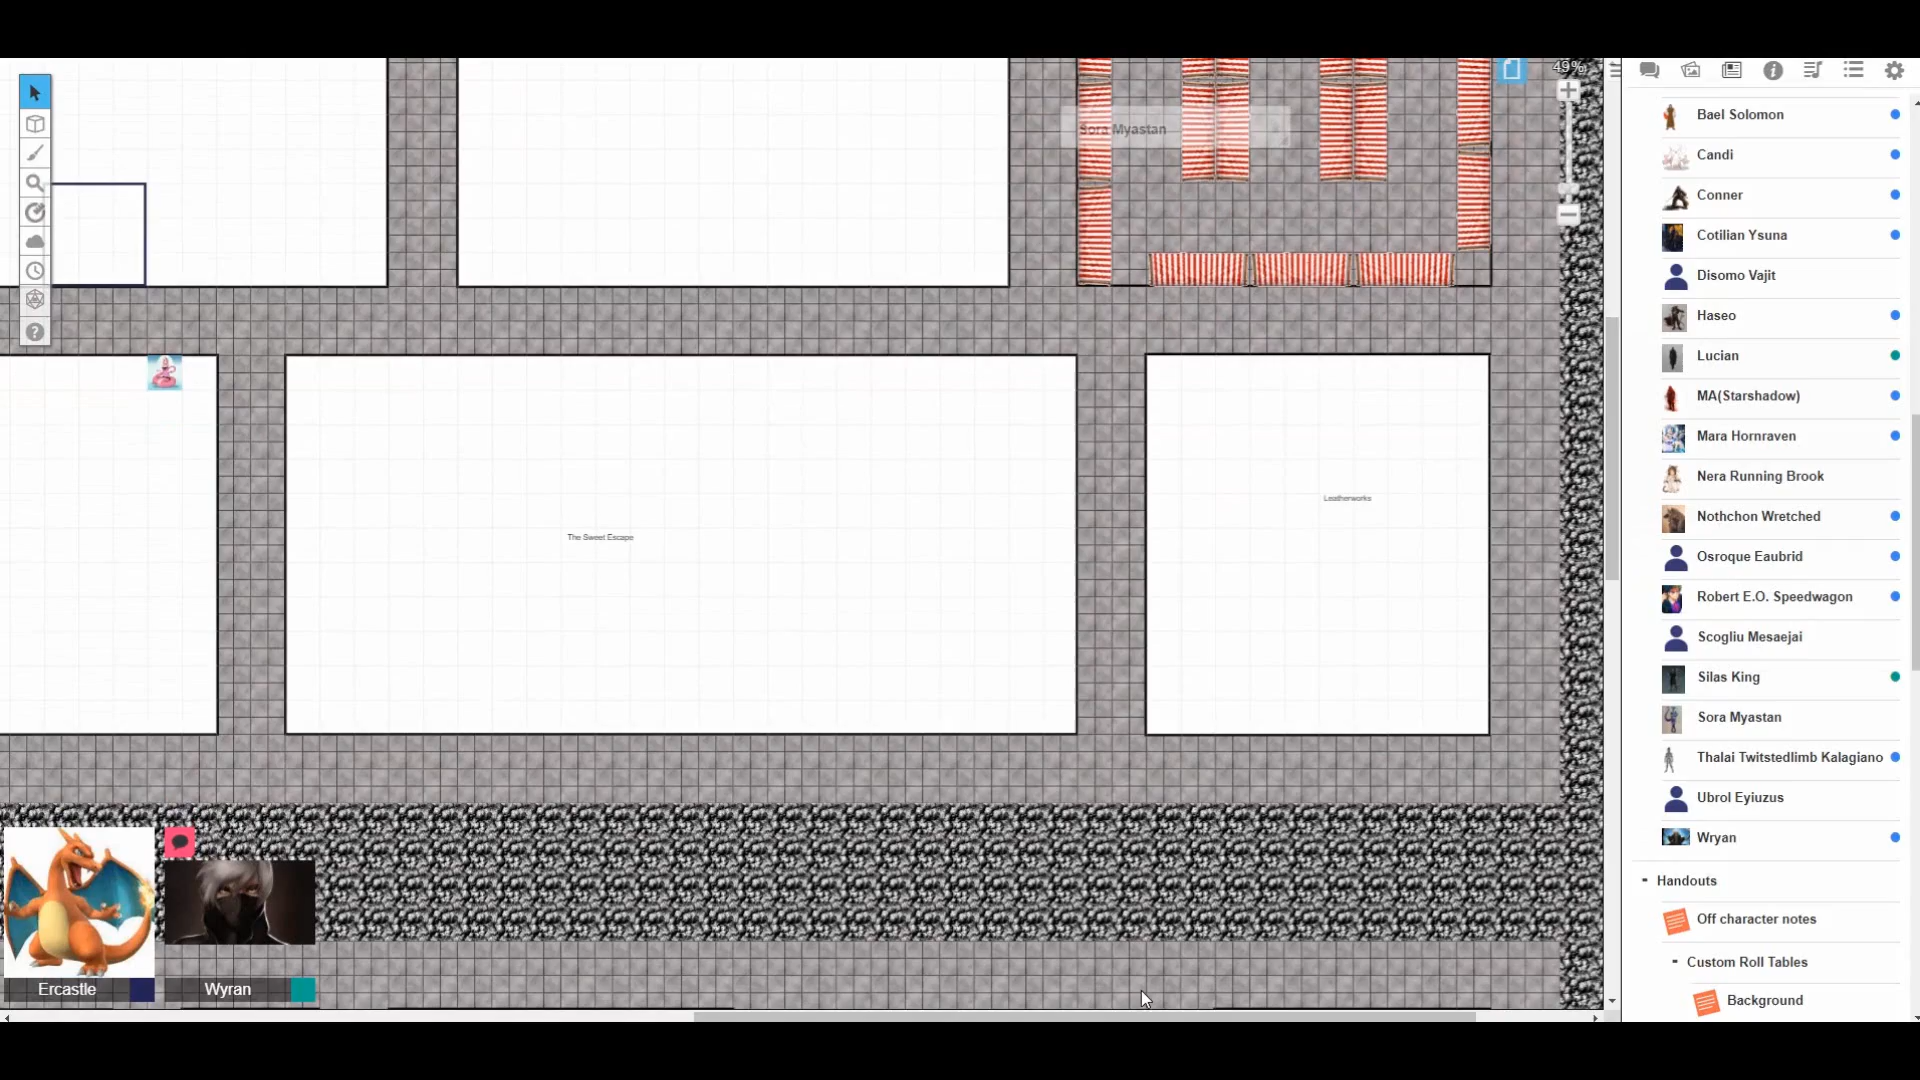 49%
Sora Myastan
The Sweet Escape
Leatherworks
?
Ercastle
Wyran
Bael Solomon
Candi
Conner
Cotilian Ysuna
Disomo Vajit
Haseo
Lucian
MA(Starshadow)
Mara Hornraven
Nera Running Brook
Nothchon Wretched
Osroque Eaubrid
Robert E.O. Speedwagon
Scogliu Mesaejai
Silas King
Sora Myastan
Thalai Twitstedlimb Kalagiano
Ubrol Eyiuzus
Wryan
Handouts
Off character notes
Custom Roll Tables
Background